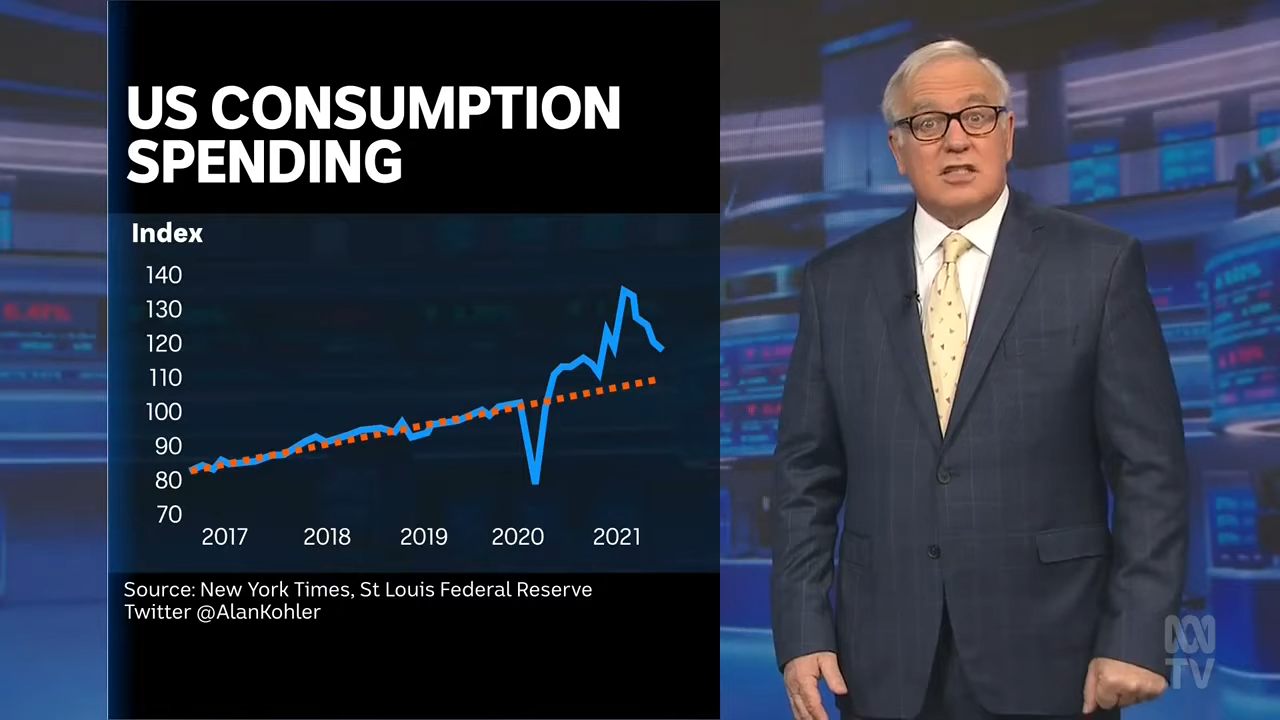 US CONSUMPTION
SPENDING
Index
140
130
120
110
100
90
80
70
2017 2018 2019 2020 2021
Source: New York Times, St Louis Federal Reserve
Twitter @AlanKohler
TV